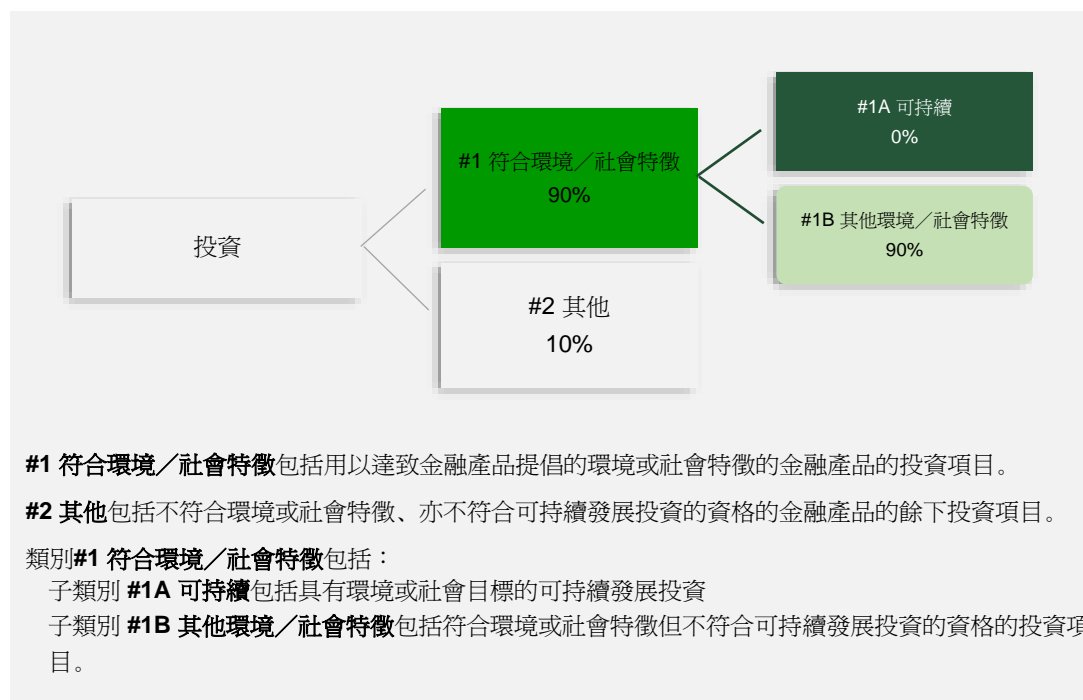 投資
#1 符合環境／社會特徵
90%
#2 其他
10%
#1A 可持續
0%
#1B 其他環境／社會特徵
90%
#1 符合環境／社會特徵包括用以達致金融產品提倡的環境或社會特徵的金融產品的投資項目。
#2 其他包括不符合環境或社會特徵、亦不符合可持續發展投資的資格的金融產品的餘下投資項目。
類別#1 符合環境／社會特徵包括：
子類別 #1A 可持續包括具有環境或社會目標的可持續發展投資
子類別 #1B 其他環境／社會特徵包括符合環境或社會特徵但不符合可持續發展投資的資格的投資項
目。